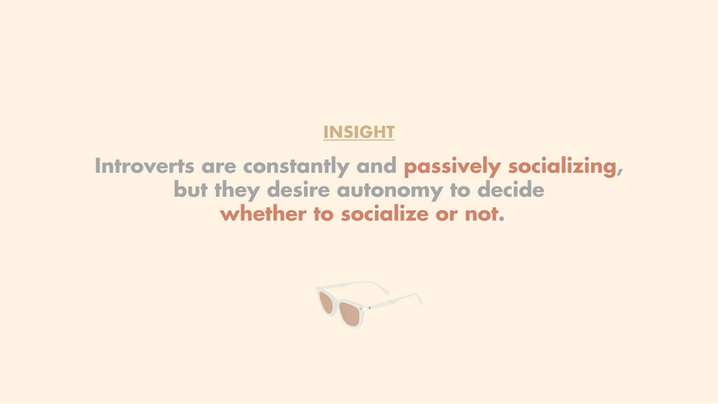 INSIGHT
Introverts are constantly and passively socializing,
but they desire autonomy to decide
whether to socialize or not.